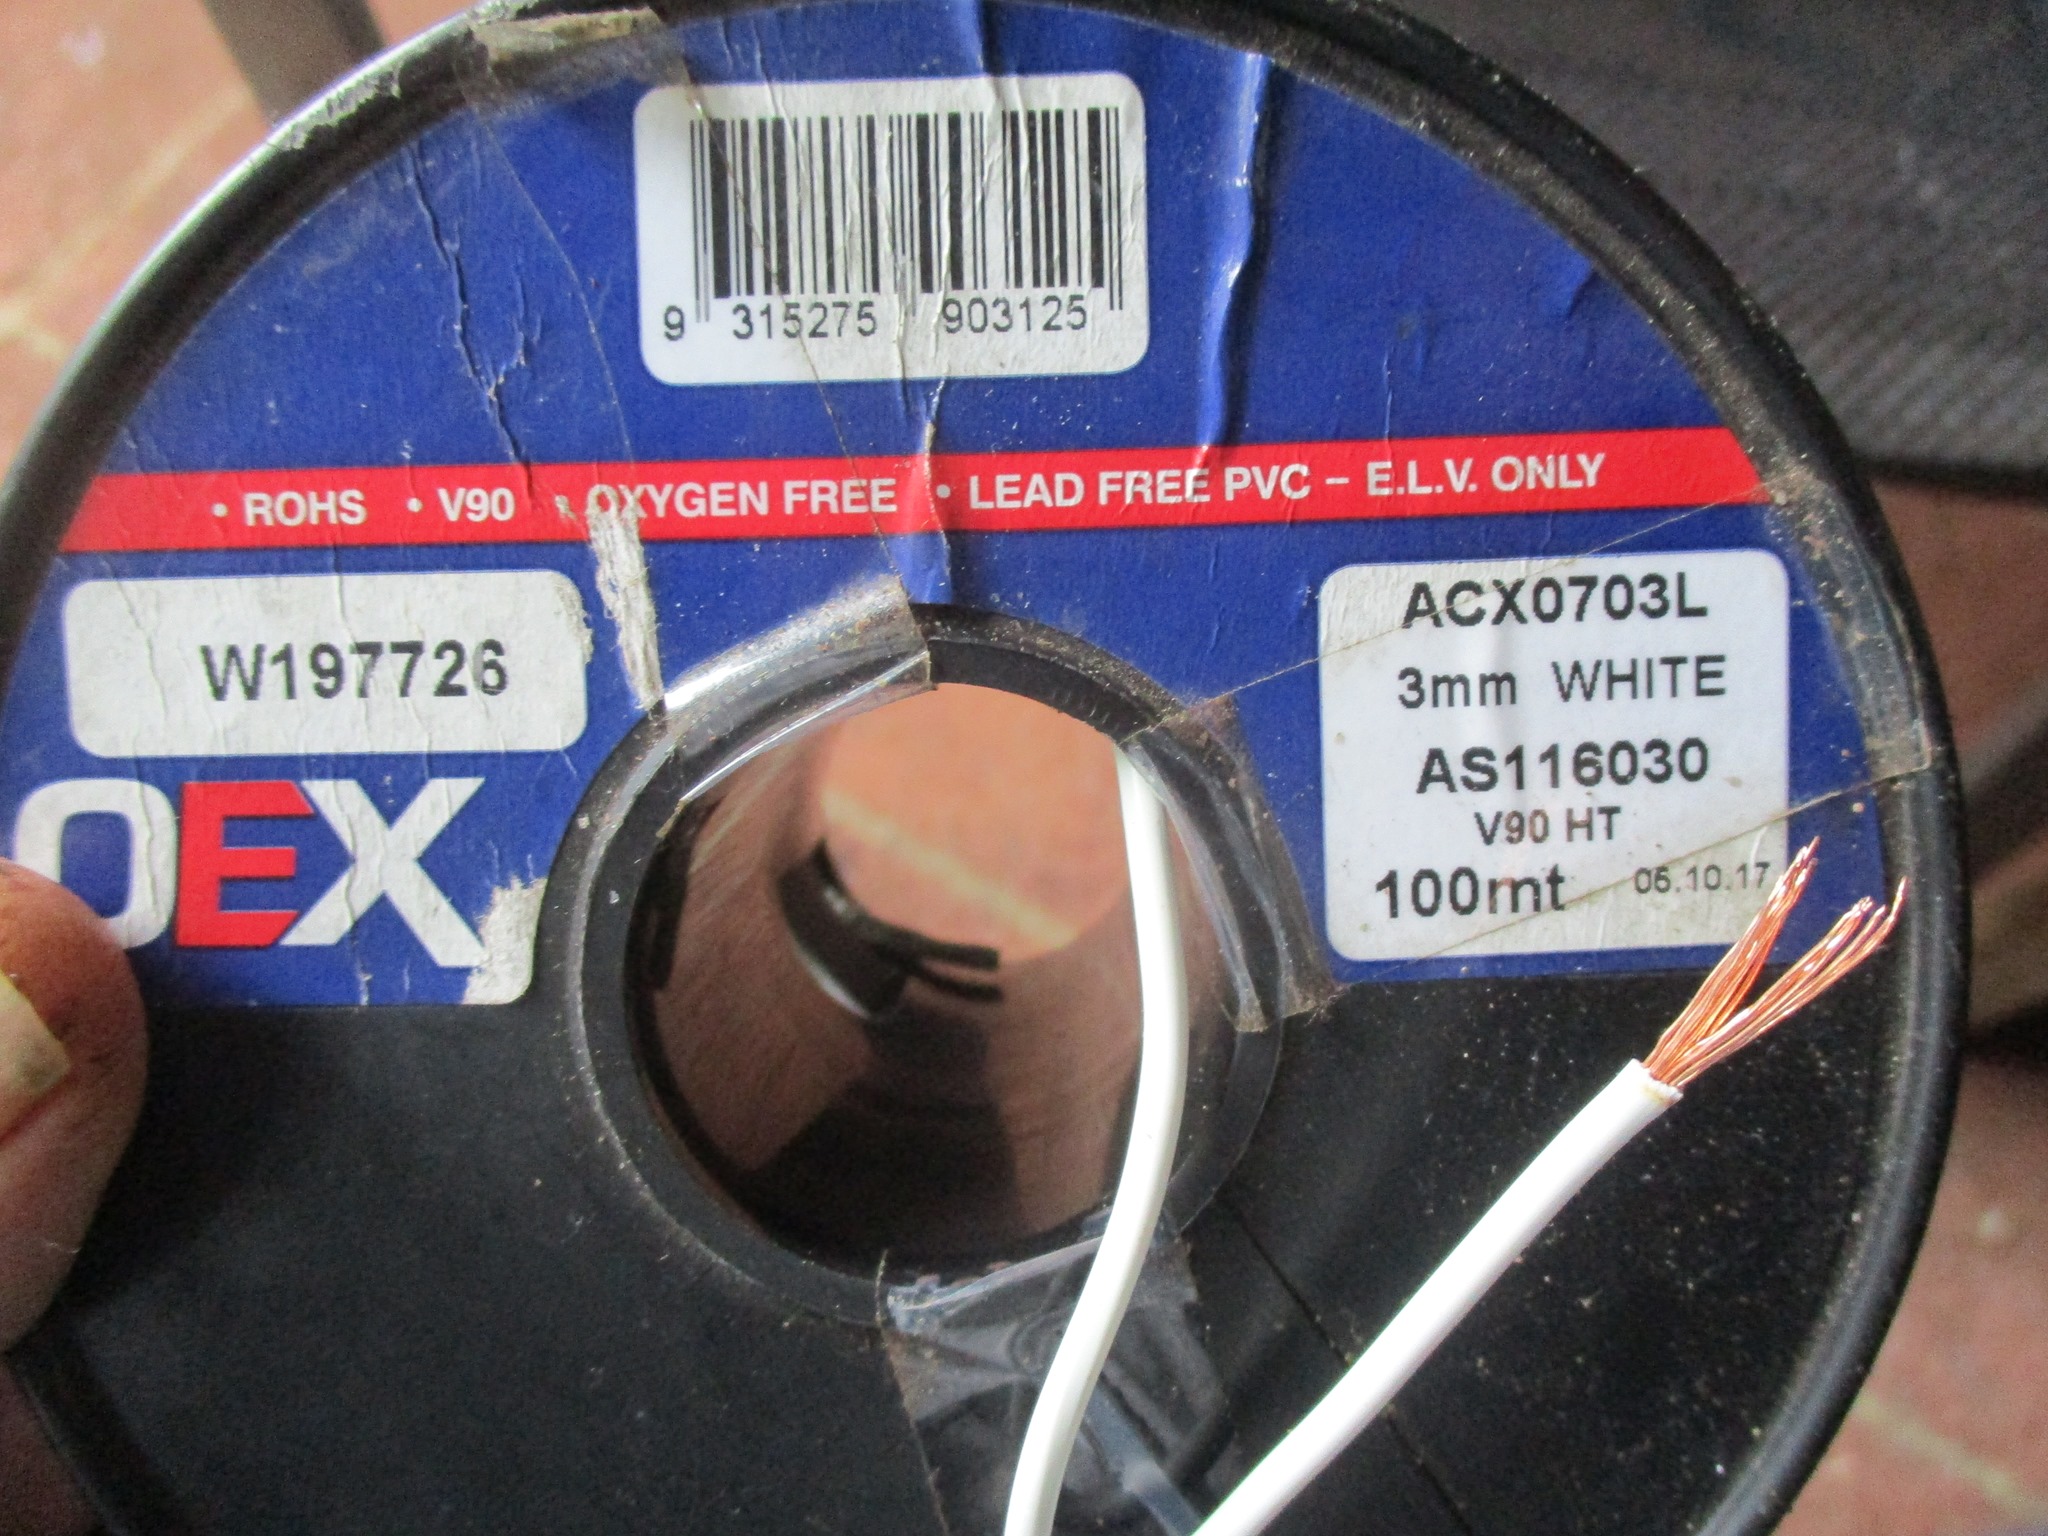 9 315275 903125
• ROHS • V90 • OXYGEN FREE • LEAD FREE PVC – E.L.V. ONLY
W197726
OEX
ACX0703L
3mm WHITE
AS116030
V90 HT
100mt 06.10.17